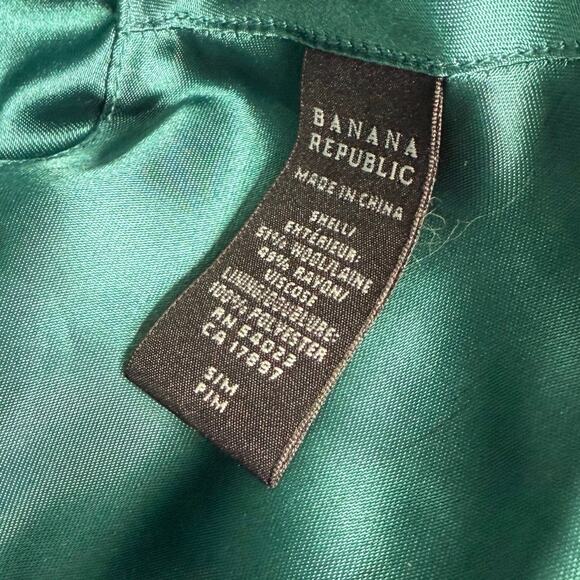 BANANA
REPUBLIC
MADE IN CHINA
SHELL/
EXTÉRIEUR:
51% WOOL/LAINE
49% RAYON/
VISCOSE
LINING/DOUBLURE:
100% POLYESTER
RN 54023
CA 17897
S/M
P/M